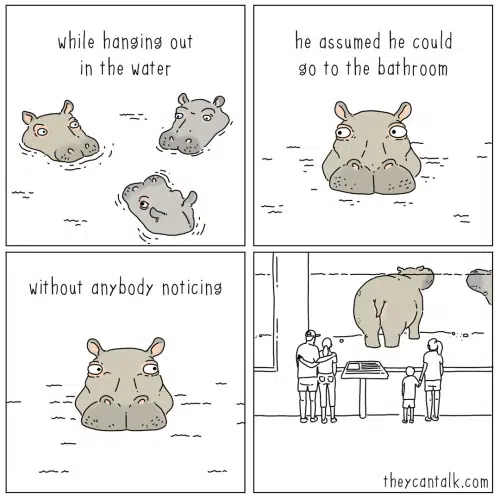 while hanging out
in the water
he assumed he could
go to the bathroom
without anybody noticing
theycantalk.com